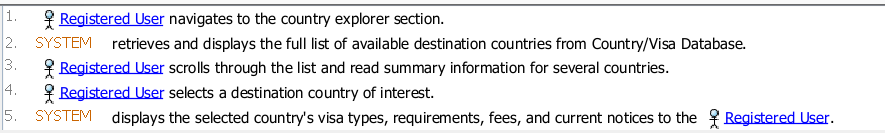 1. Registered User navigates to the country explorer section.
2. SYSTEM retrieves and displays the full list of available destination countries from Country/Visa Database.
3. Registered User scrolls through the list and read summary information for several countries.
4. Registered User selects a destination country of interest.
5. SYSTEM displays the selected country's visa types, requirements, fees, and current notices to the Registered User.